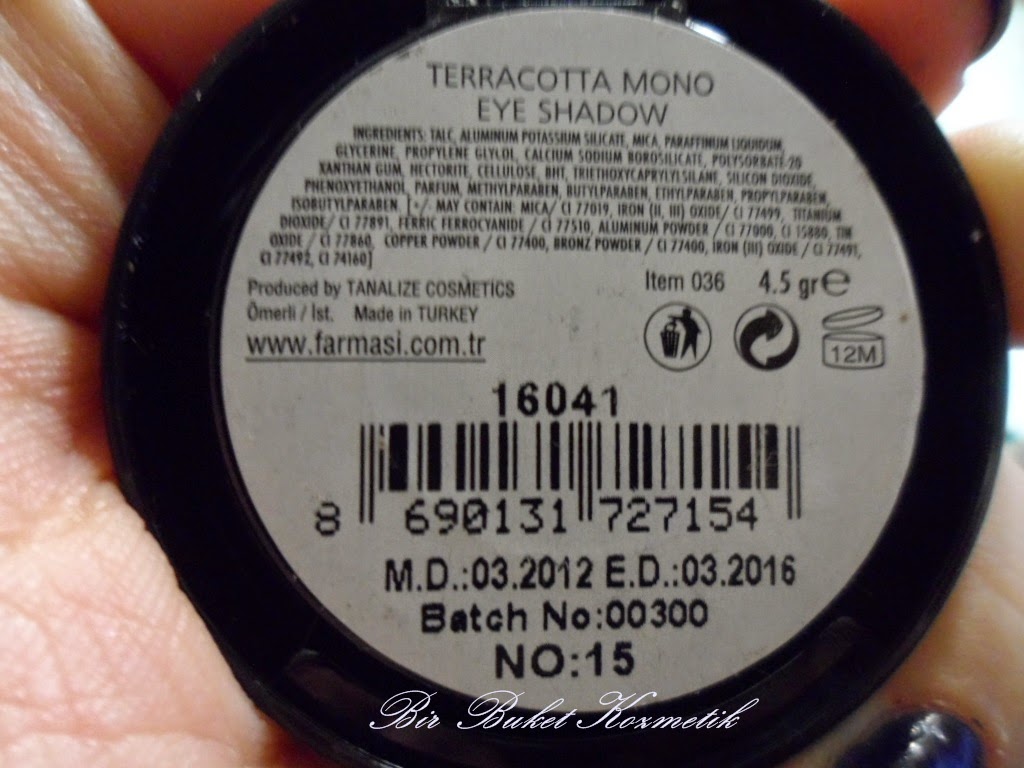 TERRACOTTA MONO
EYE SHADOW
INGREDIENTS: TALC, ALUMINUM POTASSIUM SILICATE, MICA, PARAFFINUM LIQUIDUM,
GLYCERINE, PROPYLENE GLYLOL, CALCIUM SODIUM BOROSILICATE, POLYSORBATE-20
XANTHAN GUM, HECTORITE, CELLULOSE, BHT, TRIETHOXYCAPRYLYLSILANE, SILICON DIOXIDE,
PHENOXYETHANOL, PARFUM, METHYLPARABEN, BUTYLPARABEN, ETHYLPARABEN, PROPYLPARABEN,
ISOBUTYLPARABEN. [+/- MAY CONTAIN: MICA/ CI 77019, IRON (II, III) OXIDE/ CI 77499, TITANIUM
DIOXIDE/ CI 77891, FERRIC FERROCYANIDE / CI 77510, ALUMINUM POWDER / CI 77000, CI 15880, TIM
OXIDE / CI 77860, COPPER POWDER / CI 77400, BRONZ POWDER / CI 77400, IRON (III) OXIDE / CI 77491,
CI 77492, CI 74160]
Produced by TANALIZE COSMETICS
Ömerli / İst. Made in TURKEY
www.farmasi.com.tr
Item 036 4.5 gr e
12M
16041
8 690131 727154
M.D.:03.2012 E.D.:03.2016
Batch No:00300
NO:15
Bir Buket Kozmetik